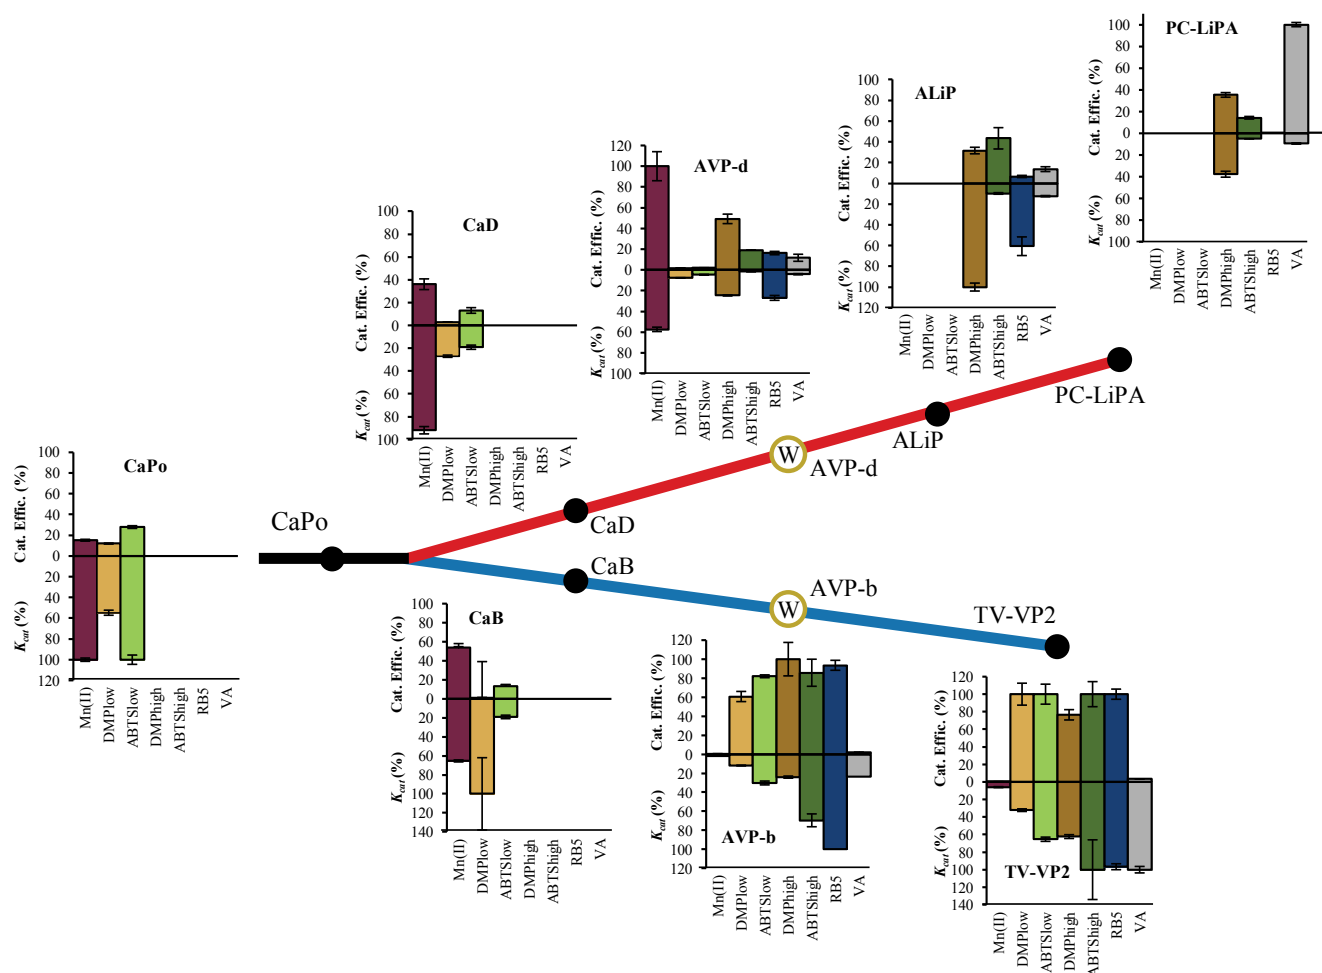 PC-LiPA
Cat. Effic. (%)
Kcat (%)
100
80
60
40
20
0
20
40
60
80
100
Mn(II)
DMPlow
ABTSlow
DMPhigh
ABTShigh
RB5
VA
ALiP
Cat. Effic. (%)
Kcat (%)
100
80
60
40
20
0
20
40
60
80
100
120
Mn(II)
DMPlow
ABTSlow
DMPhigh
ABTShigh
RB5
VA
AVP-d
Cat. Effic. (%)
Kcat (%)
120
100
80
60
40
20
0
20
40
60
80
100
Mn(II)
DMPlow
ABTSlow
DMPhigh
ABTShigh
RB5
VA
CaD
Cat. Effic. (%)
Kcat (%)
100
80
60
40
20
0
20
40
60
80
100
Mn(II)
DMPlow
ABTSlow
DMPhigh
ABTShigh
RB5
VA
CaPo
Cat. Effic. (%)
Kcat (%)
100
80
60
40
20
0
20
40
60
80
100
120
Mn(II)
DMPlow
ABTSlow
DMPhigh
ABTShigh
RB5
VA
PC-LiPA
ALiP
W
AVP-d
CaD
CaPo
CaB
W
AVP-b
TV-VP2
CaB
Cat. Effic. (%)
Kcat (%)
100
80
60
40
20
0
20
40
60
80
100
120
140
Mn(II)
DMPlow
ABTSlow
DMPhigh
ABTShigh
RB5
VA
AVP-b
Cat. Effic. (%)
Kcat (%)
120
100
80
60
40
20
0
20
40
60
80
100
120
Mn(II)
DMPlow
ABTSlow
DMPhigh
ABTShigh
RB5
VA
TV-VP2
Cat. Effic. (%)
Kcat (%)
120
100
80
60
40
20
0
20
40
60
80
100
120
140
Mn(II)
DMPlow
ABTSlow
DMPhigh
ABTShigh
RB5
VA